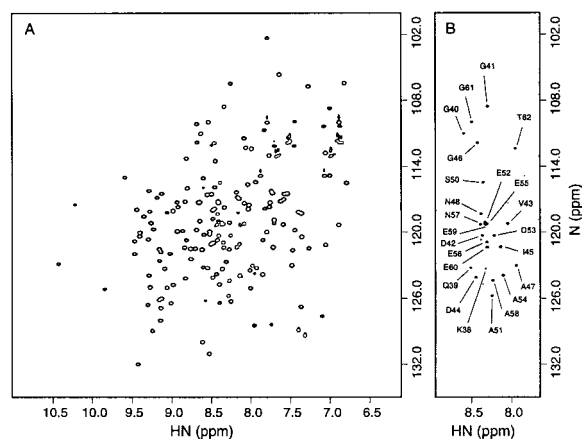 A
B
102.0
108.0
114.0
120.0
126.0
132.0
N (ppm)
10.5 10.0 9.5 9.0 8.5 8.0 7.5 7.0 6.5
HN (ppm)
G41
G61
G40
T62
G46
E52
S50
E55
N48
N57
V43
E59
D53
D42
E56
I45
E60
Q39
A47
A54
D44
A58
K38
A51
8.5 8.0
HN (ppm)
102.0
108.0
114.0
120.0
126.0
132.0
N (ppm)